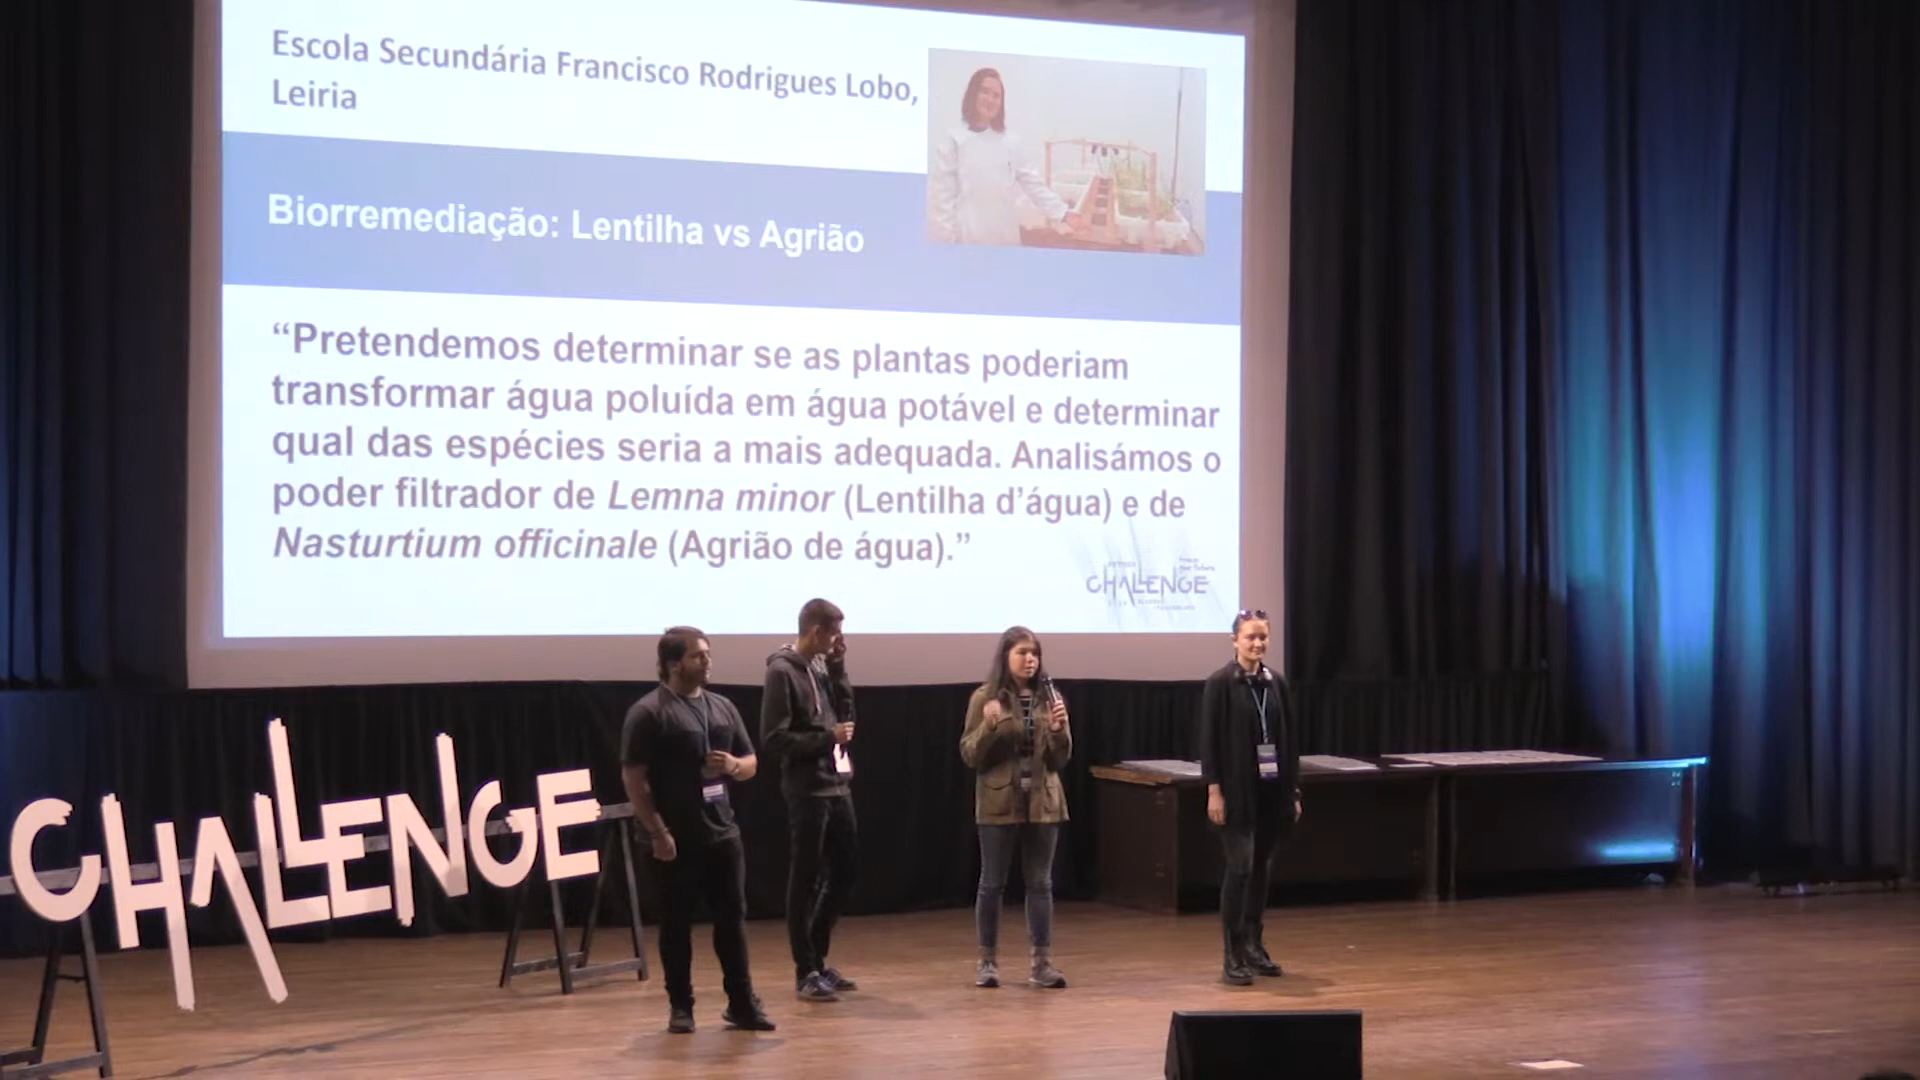 Escola Secundária Francisco Rodrigues Lobo,
Leiria
Biorremediação: Lentilha vs Agrião
“Pretendemos determinar se as plantas poderiam
transformar água poluída em água potável e determinar
qual das espécies seria a mais adequada. Analisámos o
poder filtrador de Lemna minor (Lentilha d’água) e de
Nasturtium officinale (Agrião de água).”
CHALLENGE
CHALLENGE